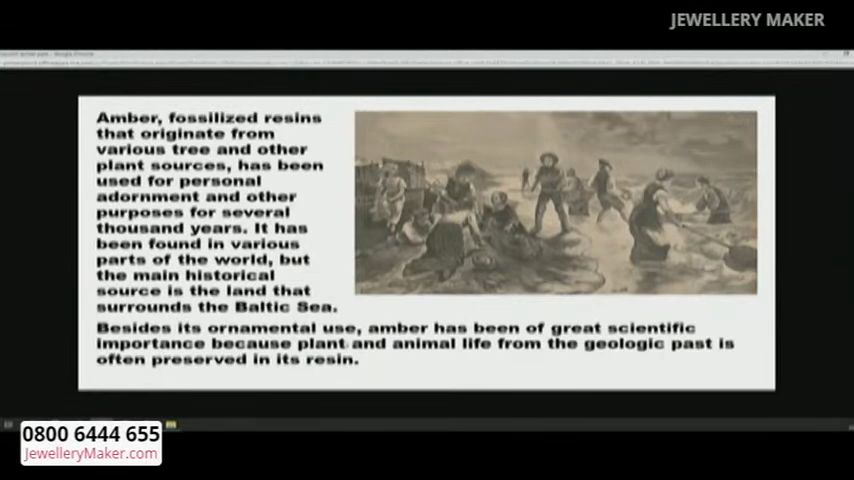 JEWELLERY MAKER
Amber, fossilized resins
that originate from
various tree and other
plant sources, has been
used for personal
adornment and other
purposes for several
thousand years. It has
been found in various
parts of the world, but
the main historical
source is the land that
surrounds the Baltic Sea.
Besides its ornamental use, amber has been of great scientific
importance because plant and animal life from the geologic past is
often preserved in its resin.
0800 6444 655
JewelleryMaker.com